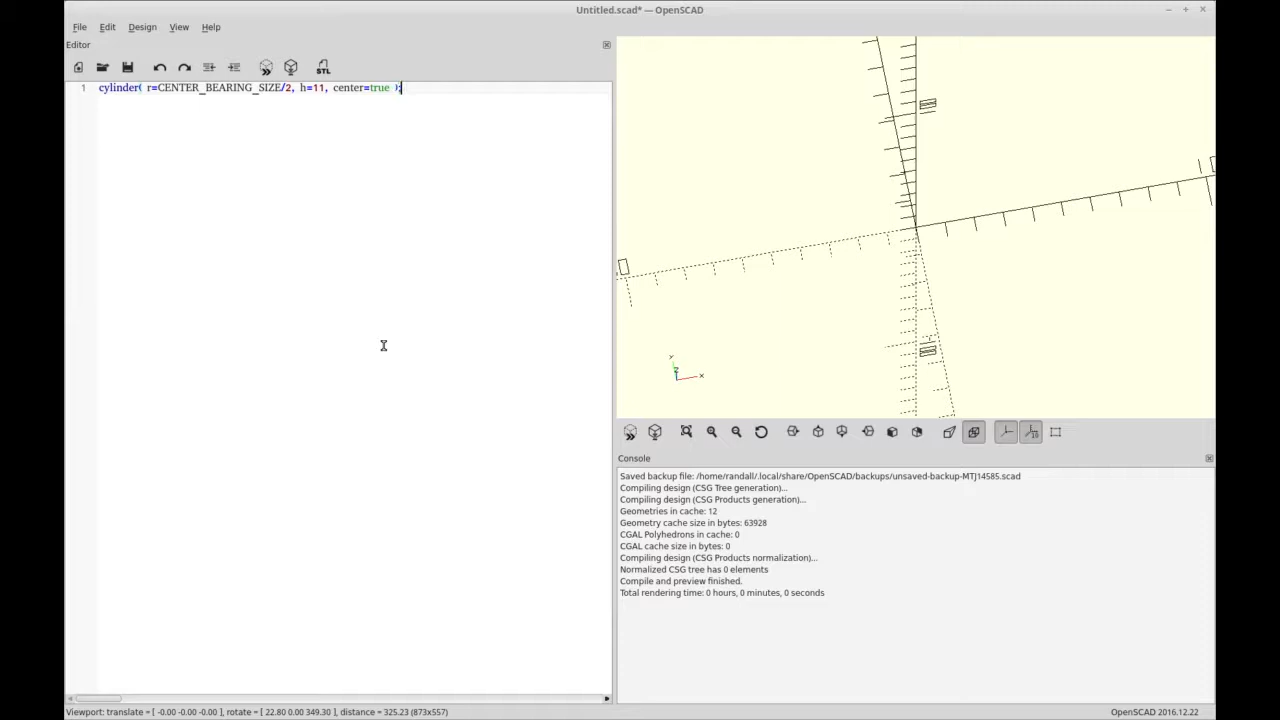 Untitled.scad* — OpenSCAD
File Edit Design View Help
Editor
STL
1 cylinder( r=CENTER_BEARING_SIZE/2, h=11, center=true );
Y
Z
X
10
Console
Saved backup file: /home/randall/.local/share/OpenSCAD/backups/unsaved-backup-MTJ14585.scad
Compiling design (CSG Tree generation)...
Compiling design (CSG Products generation)...
Geometries in cache: 12
Geometry cache size in bytes: 63928
CGAL Polyhedrons in cache: 0
CGAL cache size in bytes: 0
Compiling design (CSG Products normalization)...
Normalized CSG tree has 0 elements
Compile and preview finished.
Total rendering time: 0 hours, 0 minutes, 0 seconds
Viewport: translate = [ -0.00 -0.00 -0.00 ], rotate = [ 22.80 0.00 349.30 ], distance = 325.23 (873x557)
OpenSCAD 2016.12.22